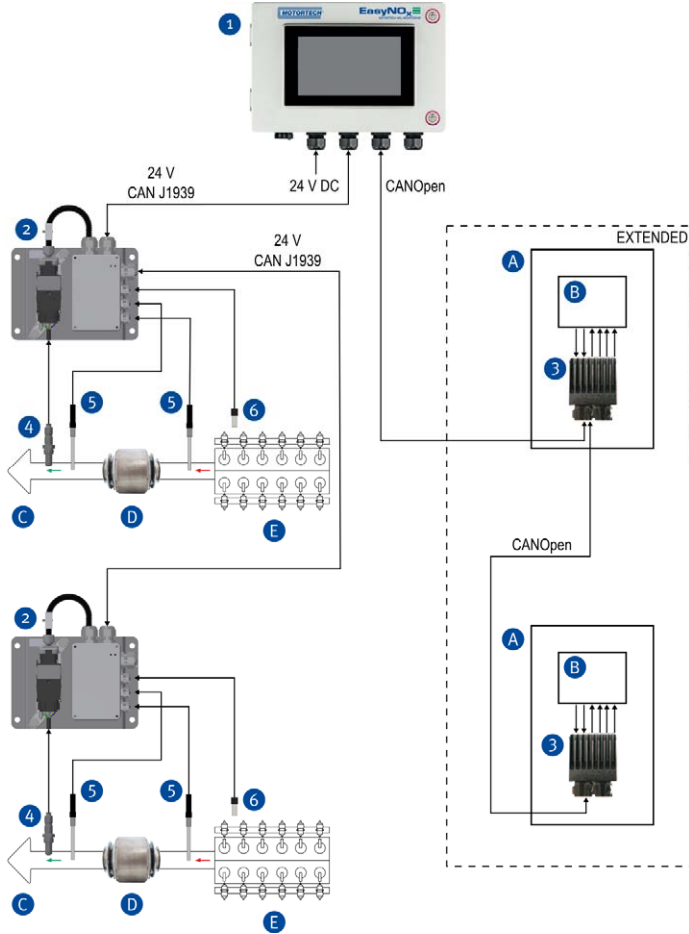 MOTORTECH
EasyNOx
1
24 V
CAN J1939
24 V DC
CANOpen
2
24 V
CAN J1939
EXTENDED
A
B
3
5
5
6
4
C
D
E
CANOpen
2
A
B
3
5
5
6
4
C
D
E